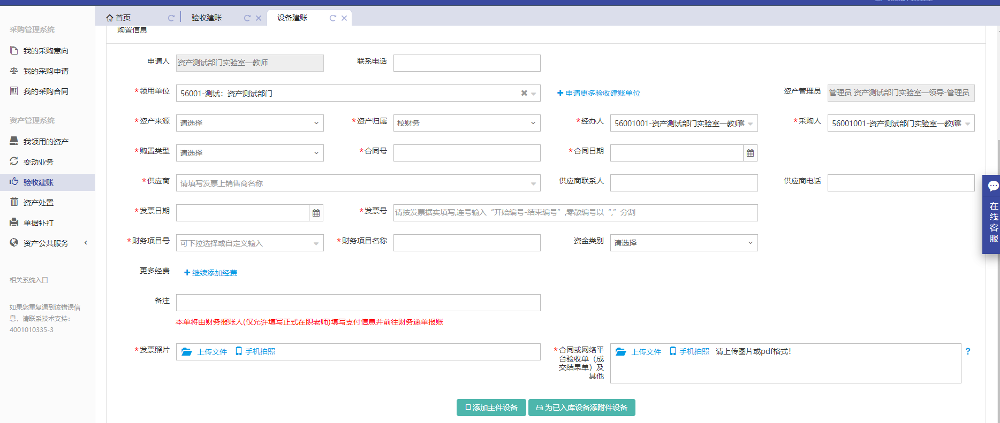 首页
验收建账
设备建账
采购管理系统
我的采购意向
我的采购申请
我的采购合同
资产管理系统
我领用的资产
变动业务
验收建账
资产处置
单据补打
资产公共服务
相关系统入口
如果您重复遇到该错误信
息，请联系技术支持：
4001010335-3
购置信息
申请人 资产测试部门实验室—教师 联系电话
*领用单位 56001-测试：资产测试部门 申请更多验收建账单位 资产管理员 管理员 资产测试部门实验室—领导-管理员
*资产来源 请选择 *资产归属 校财务 *经办人 56001001-资产测试部门实验室—教师 *采购人 56001001-资产测试部门实验室—教师
*购置类型 请选择 *合同号 *合同日期
*供应商 请填写发票上销售商名称 供应商联系人 供应商电话
*发票日期 *发票号 请按发票据实填写,连号输入“开始编号-结束编号”,零散编号以“,”分割
*财务项目号 可下拉选择或自定义输入 *财务项目名称 资金类别 请选择
更多经费 继续添加经费
备注
本单将由财务报账人(仅允许填写正式在职老师)填写支付信息并前往财务递单报账
*发票照片 上传文件 手机拍照
*合同或网络平
台验收单（成
交结果单）及
其他
上传文件 手机拍照 请上传图片或pdf格式！ ?
添加主件设备 为已入库设备添附件设备
在线客服